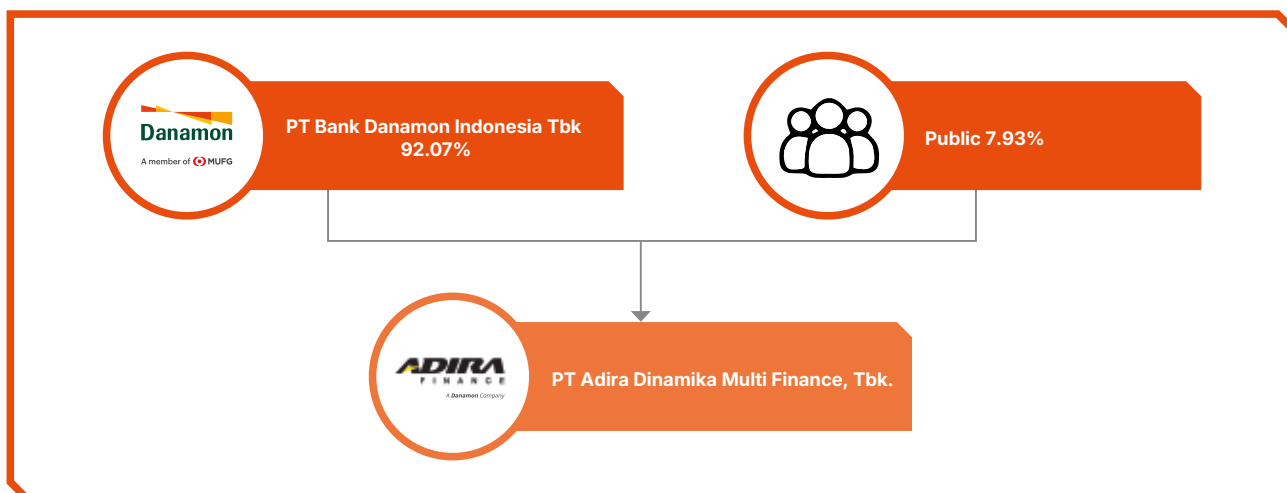 Danamon
A member of MUFG
PT Bank Danamon Indonesia Tbk
92.07%
Public 7.93%
ADIRA
FINANCE
A Danamon Company
PT Adira Dinamika Multi Finance, Tbk.